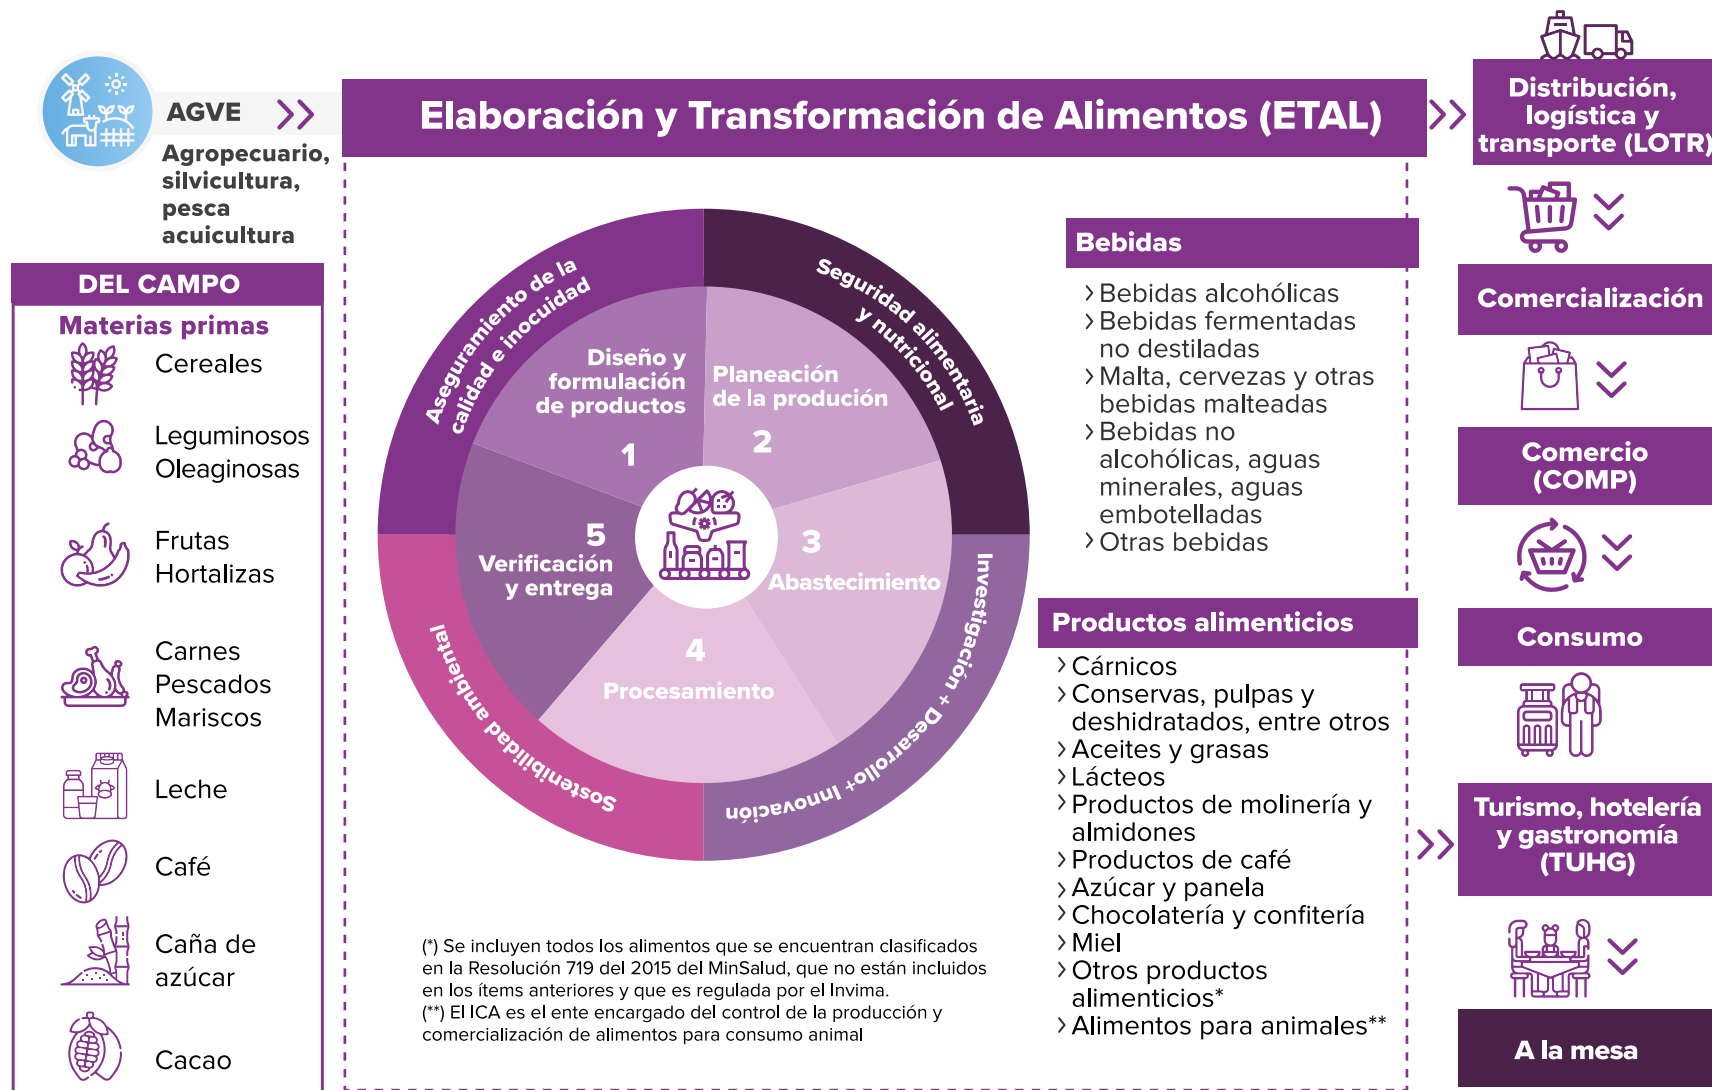 AGVE
Agropecuario,
silvicultura,
pesca
acuicultura
DEL CAMPO
Materias primas
Cereales
Leguminosos
Oleaginosas
Frutas
Hortalizas
Carnes
Pescados
Mariscos
Leche
Café
Caña de
azúcar
Cacao
Elaboración y Transformación de Alimentos (ETAL)
Aseguramiento de la
calidad e inocuidad
Seguridad alimentaria
y nutricional
Investigación + Desarrollo+ Innovación
Sostenibilidad ambiental
Diseño y
formulación
de productos
1
Planeación
de la produción
2
3
Abastecimiento
4
Procesamiento
5
Verificación
y entrega
(*) Se incluyen todos los alimentos que se encuentran clasificados
en la Resolución 719 del 2015 del MinSalud, que no están incluidos
en los ítems anteriores y que es regulada por el Invima.
(**) El ICA es el ente encargado del control de la producción y
comercialización de alimentos para consumo animal
Bebidas
Bebidas alcohólicas
Bebidas fermentadas
no destiladas
Malta, cervezas y otras
bebidas malteadas
Bebidas no
alcohólicas, aguas
minerales, aguas
embotelladas
Otras bebidas
Productos alimenticios
Cárnicos
Conservas, pulpas y
deshidratados, entre otros
Aceites y grasas
Lácteos
Productos de molinería y
almidones
Productos de café
Azúcar y panela
Chocolatería y confitería
Miel
Otros productos
alimenticios*
Alimentos para animales**
Distribución,
logística y
transporte (LOTR)
Comercialización
Comercio
(COMP)
Consumo
Turismo, hotelería
y gastronomía
(TUHG)
A la mesa